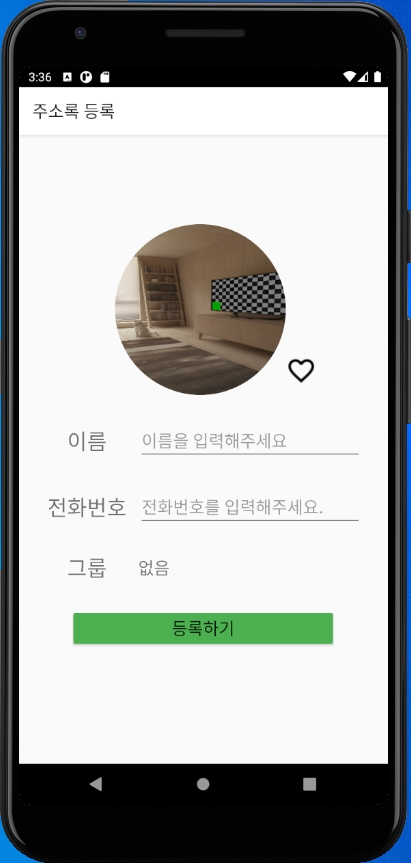 3:36
주소록 등록
이름
이름을 입력해주세요
전화번호
전화번호를 입력해주세요.
그룹
없음
등록하기